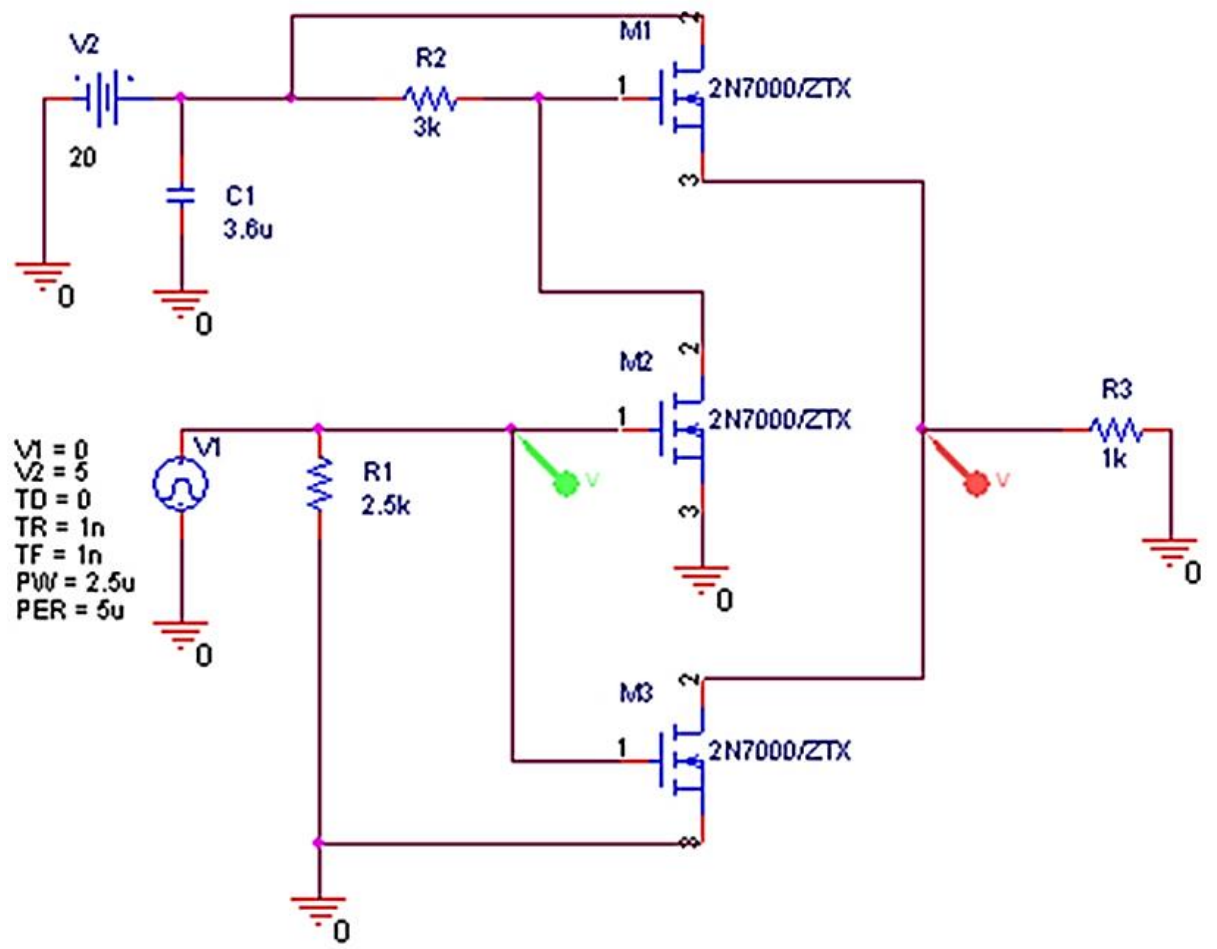 2
M1
V2
R2
1
2N7000/ZTX
3k
20
3
C1
3.6u
0
0
2
M2
R3
1
2N7000/ZTX
V1
V1 = 0
V2 = 5
TD = 0
TR = 1n
TF = 1n
PW = 2.5u
PER = 5u
R1
2.5k
V
V
1k
3
0
0
0
2
M3
1
2N7000/ZTX
3
0